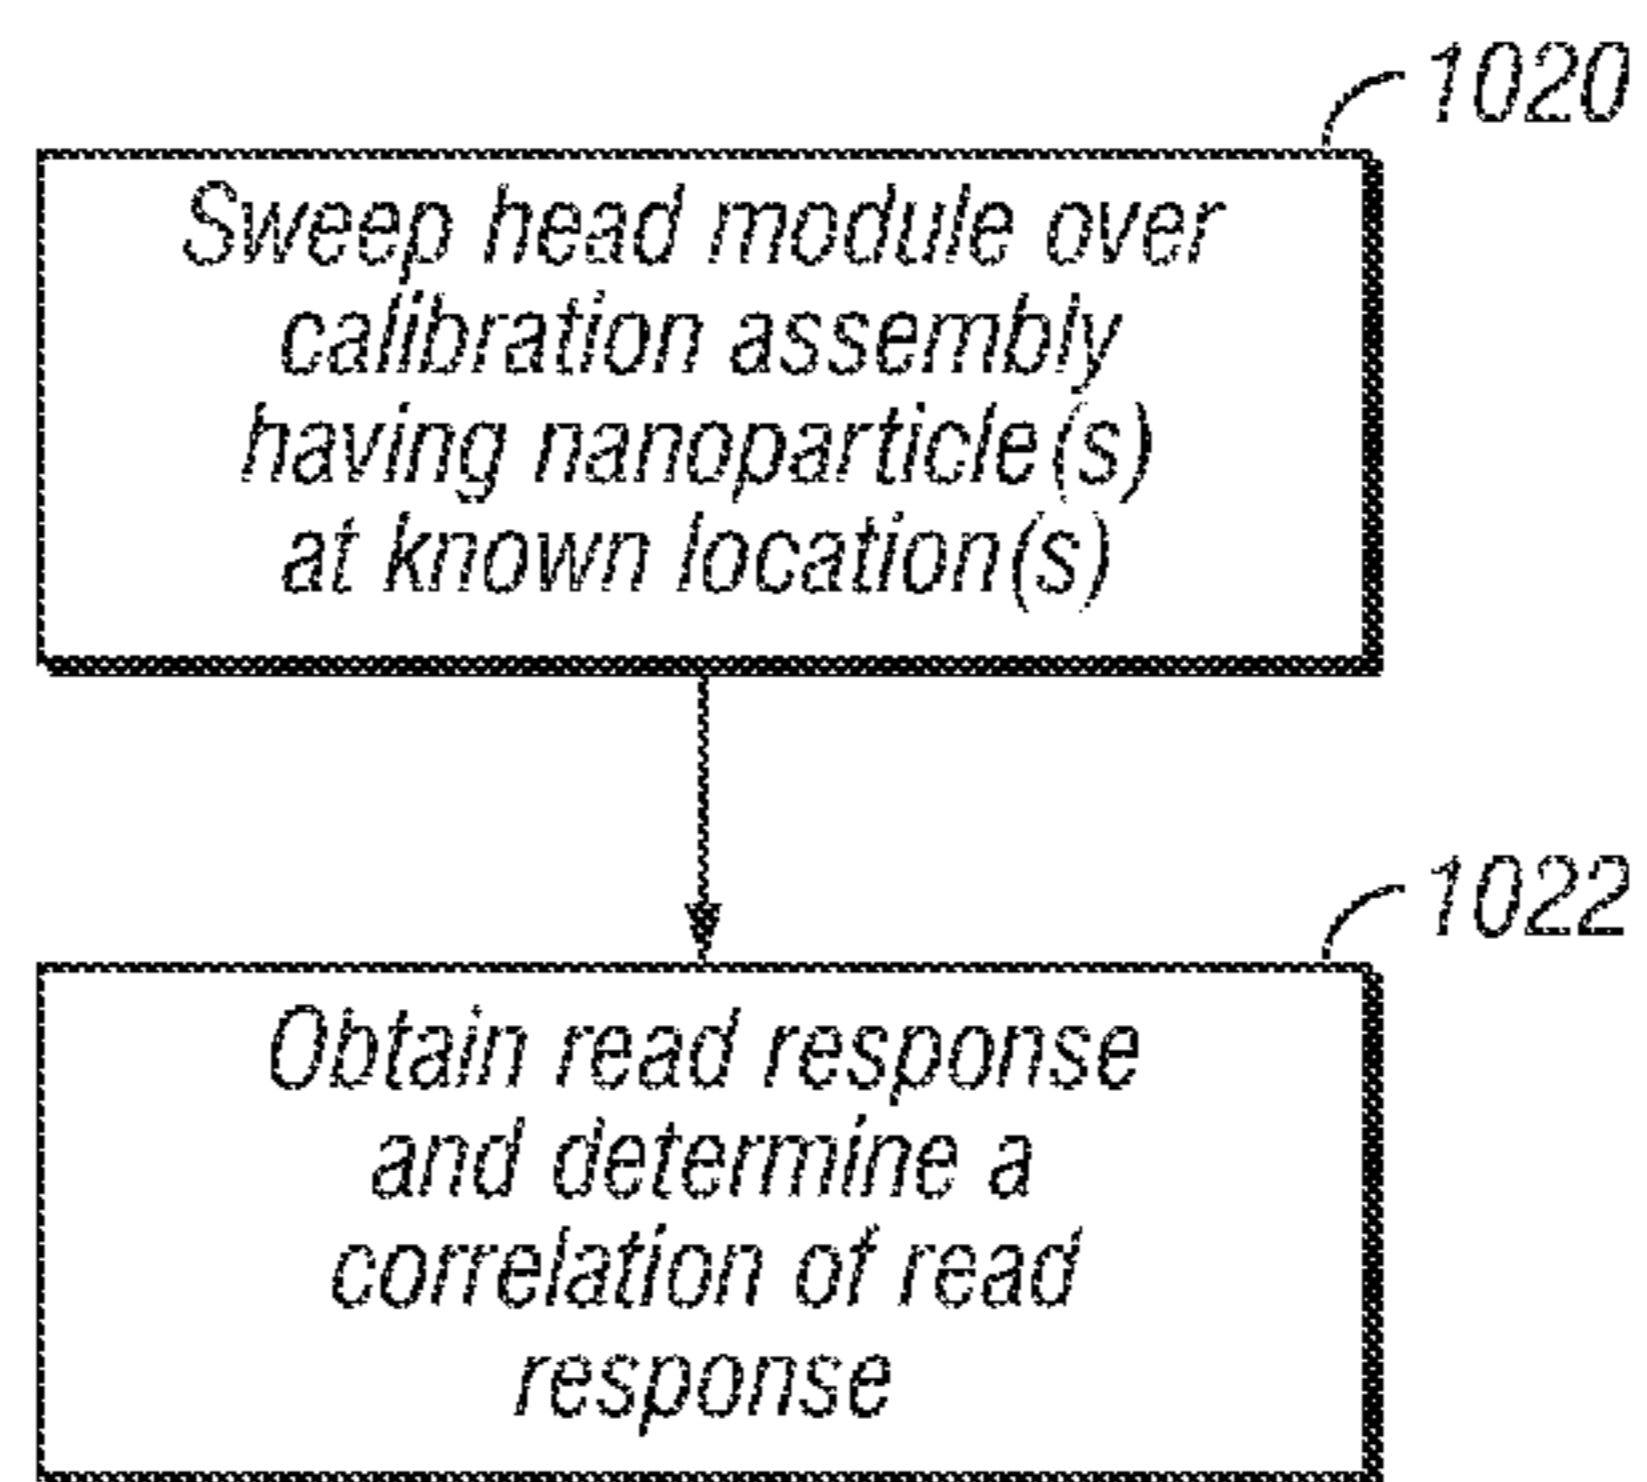 1020
Sweep head module over
calibration assembly
having nanoparticle(s)
at known location(s)
1022
Obtain read response
and determine a
correlation of read
response